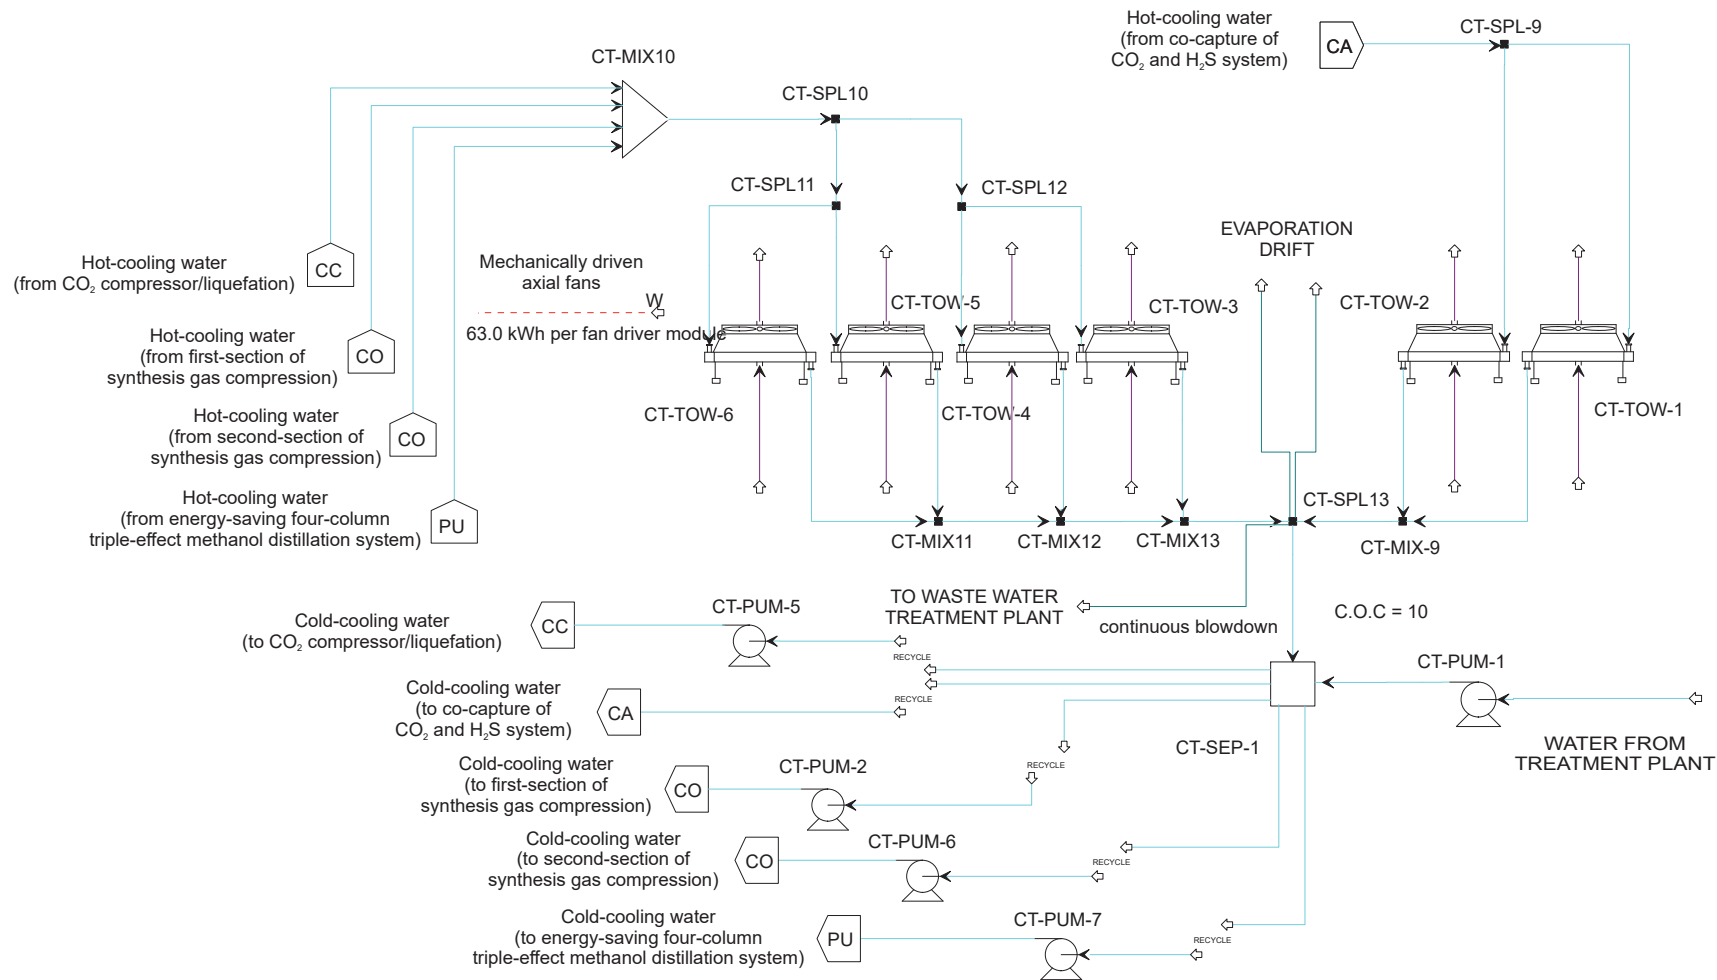 Hot-cooling water
(from co-capture of
CO₂ and H₂S system)
CA
CT-SPL-9
CT-MIX10
CT-SPL10
CT-SPL11
CT-SPL12
EVAPORATION
DRIFT
Hot-cooling water
(from CO₂ compressor/liquefation)
CC
Mechanically driven
axial fans
W
63.0 kWh per fan driver module
CT-TOW-5
CT-TOW-3
CT-TOW-2
Hot-cooling water
(from first-section of
synthesis gas compression)
CO
CT-TOW-6
CT-TOW-4
CT-TOW-1
Hot-cooling water
(from second-section of
synthesis gas compression)
CO
Hot-cooling water
(from energy-saving four-column
triple-effect methanol distillation system)
PU
CT-SPL13
CT-MIX11
CT-MIX12
CT-MIX13
CT-MIX-9
TO WASTE WATER
TREATMENT PLANT
continuous blowdown
C.O.C = 10
Cold-cooling water
(to CO₂ compressor/liquefation)
CC
CT-PUM-5
RECYCLE
CT-PUM-1
Cold-cooling water
(to co-capture of
CO₂ and H₂S system)
CA
RECYCLE
CT-SEP-1
WATER FROM
TREATMENT PLANT
Cold-cooling water
(to first-section of
synthesis gas compression)
CO
CT-PUM-2
RECYCLE
Cold-cooling water
(to second-section of
synthesis gas compression)
CO
CT-PUM-6
RECYCLE
Cold-cooling water
(to energy-saving four-column
triple-effect methanol distillation system)
PU
CT-PUM-7
RECYCLE